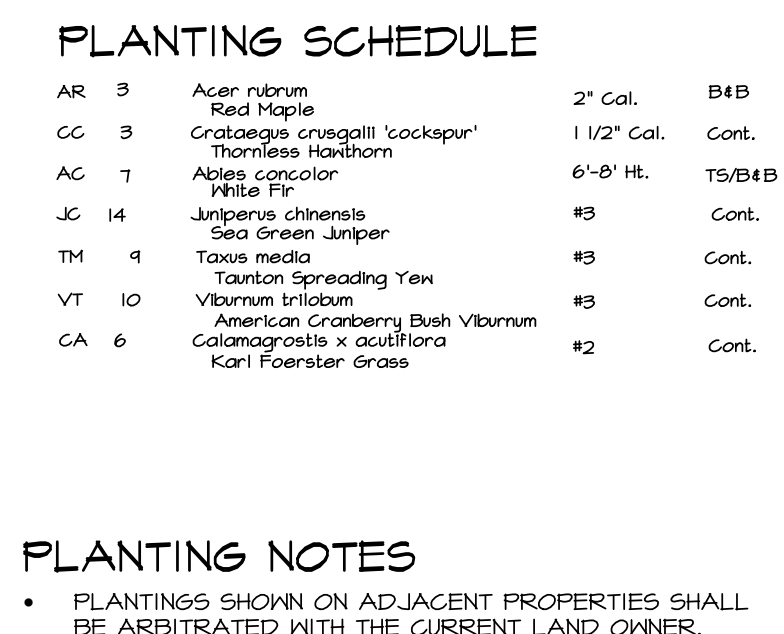 PLANTING SCHEDULE
AR 3 Acer rubrum 2" Cal. B&B
Red Maple
CC 3 Crataegus crusgalii 'cockspur' 1 1/2" Cal. Cont.
Thornless Hawthorn
AC 7 Abies concolor 6'-8' Ht. TS/B&B
White Fir
JC 14 Juniperus chinensis #3 Cont.
Sea Green Juniper
TM 9 Taxus media #3 Cont.
Taunton Spreading Yew
VT 10 Viburnum trilobum #3 Cont.
American Cranberry Bush Viburnum
CA 6 Calamagrostis x acutiflora #2 Cont.
Karl Foerster Grass
PLANTING NOTES
• PLANTINGS SHOWN ON ADJACENT PROPERTIES SHALL
BE ARBITRATED WITH THE CURRENT LAND OWNER.